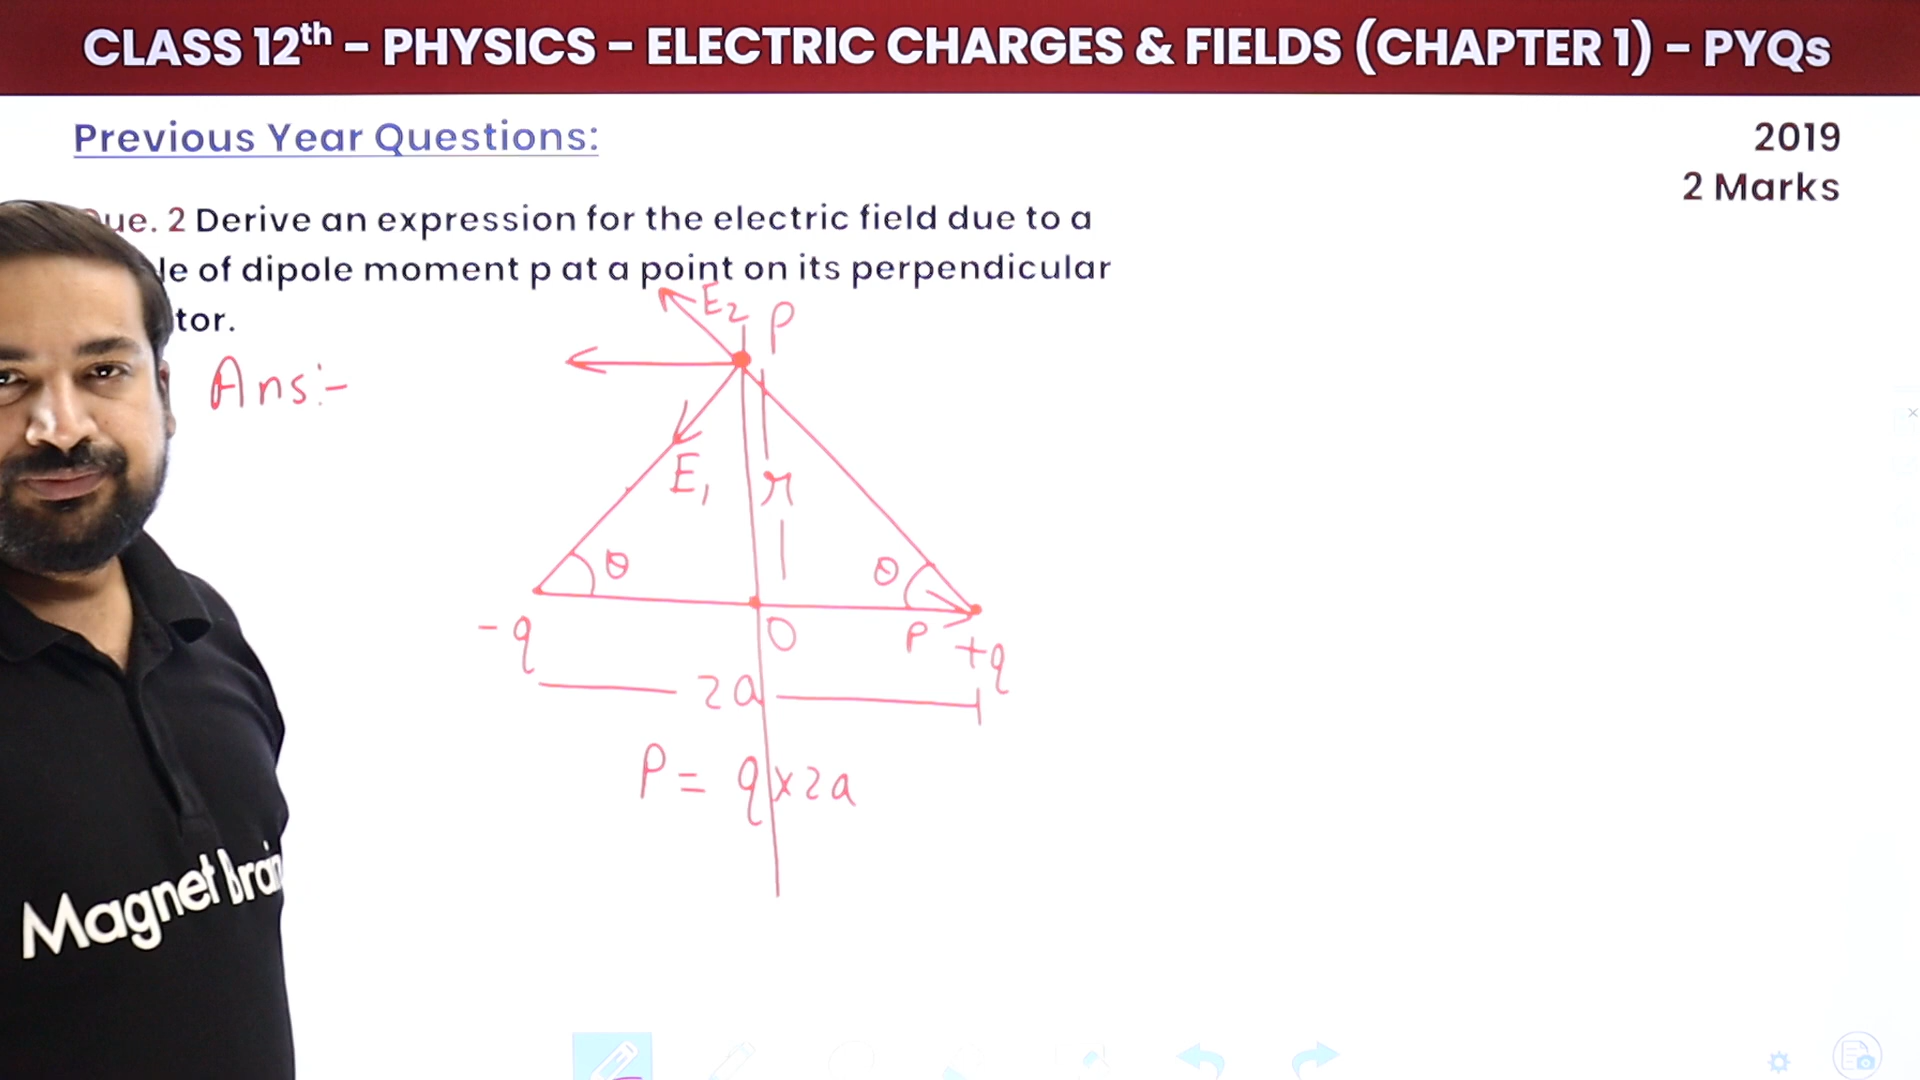 CLASS 12th – PHYSICS – ELECTRIC CHARGES & FIELDS (CHAPTER 1) – PYQs
Previous Year Questions:
2019
2 Marks
ue. 2 Derive an expression for the electric field due to a
le of dipole moment p at a point on its perpendicular
tor.
Ans:-
E2
P
E1
r
θ
θ
-q
O
P
+q
2a
P = q×2a
Magnet Brain